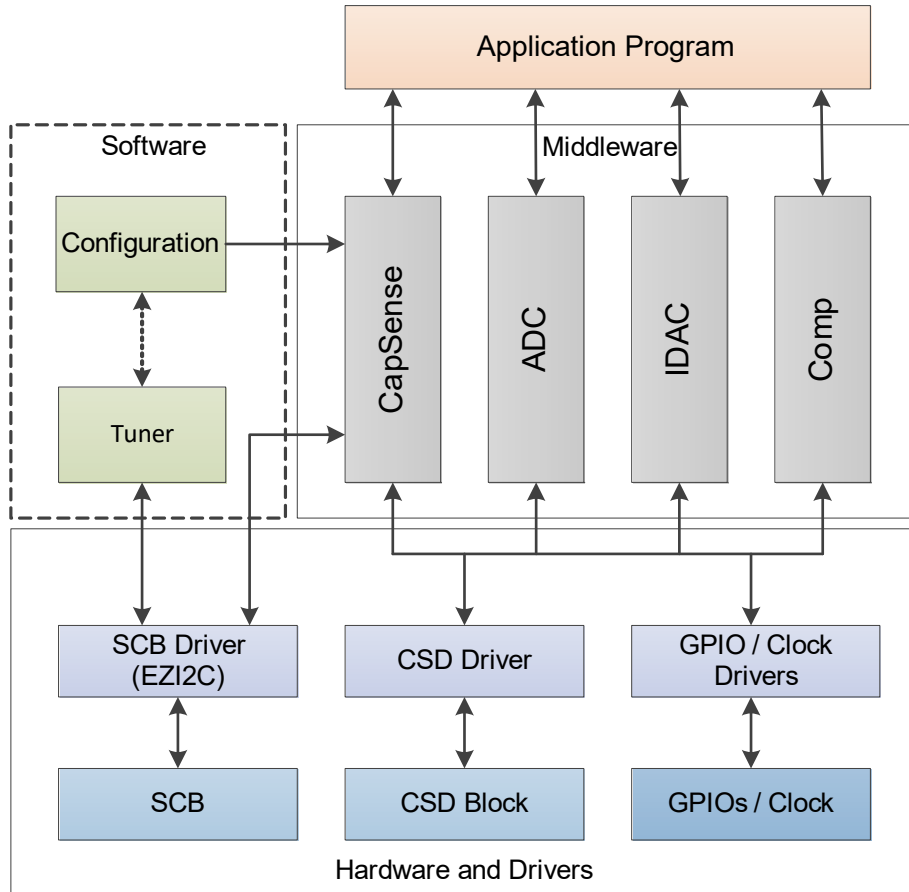 Application Program
Software
Middleware
Configuration
Tuner
CapSense
ADC
IDAC
Comp
SCB Driver
(EZI2C)
CSD Driver
GPIO / Clock
Drivers
SCB
CSD Block
GPIOs / Clock
Hardware and Drivers